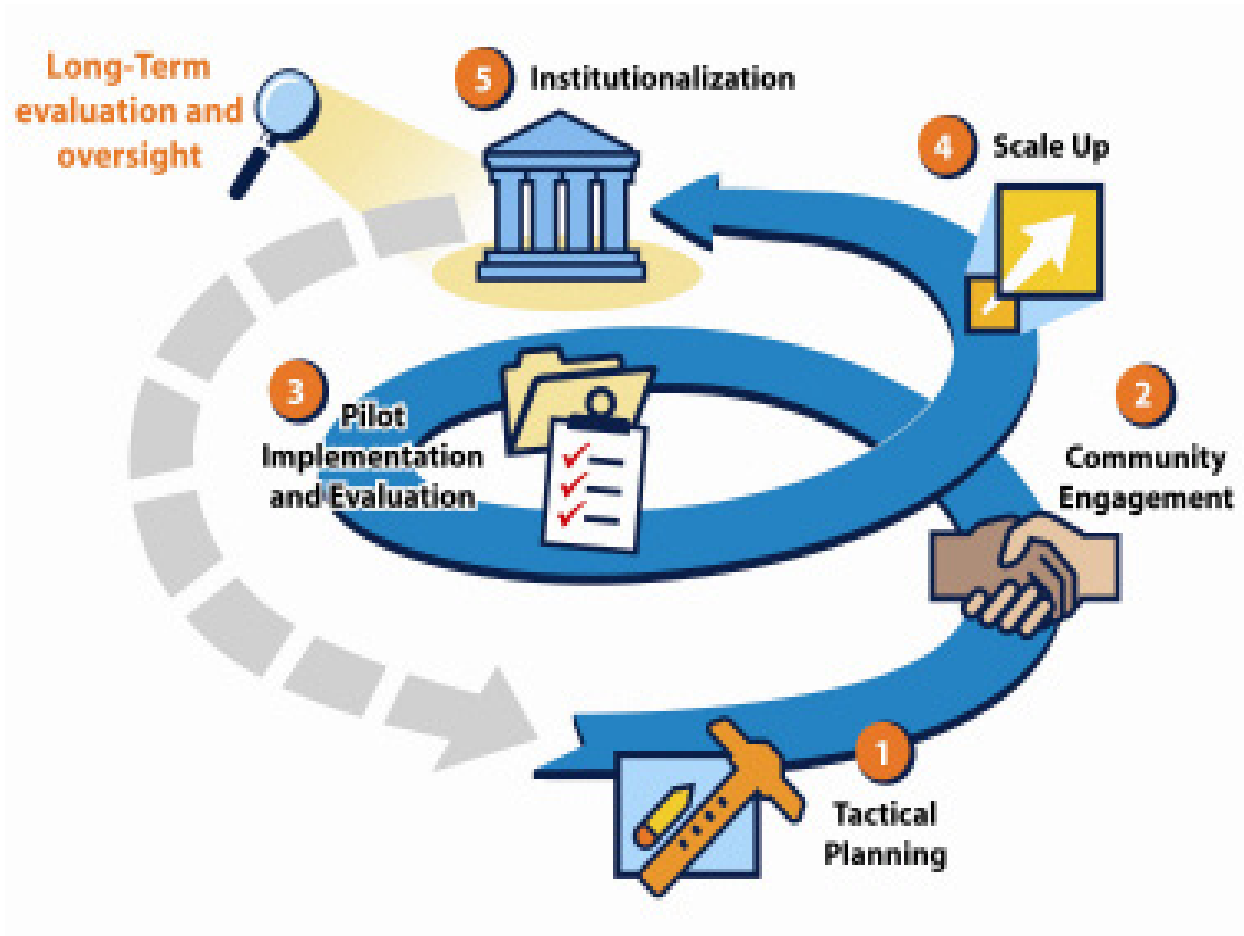 Long-Term
evaluation and
oversight
5 Institutionalization
4 Scale Up
3 Pilot
Implementation
and Evaluation
2
Community
Engagement
1
Tactical
Planning